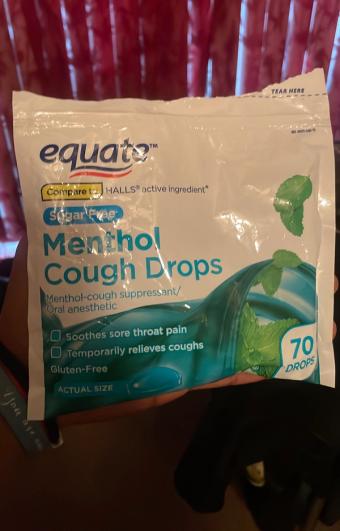 TEAR HERE
equate™
Compare to HALLS® active ingredient*
Sugar Free
Menthol
Cough Drops
Menthol-cough suppressant/
Oral anesthetic
Soothes sore throat pain
Temporarily relieves coughs
Gluten-Free
ACTUAL SIZE
70
DROPS